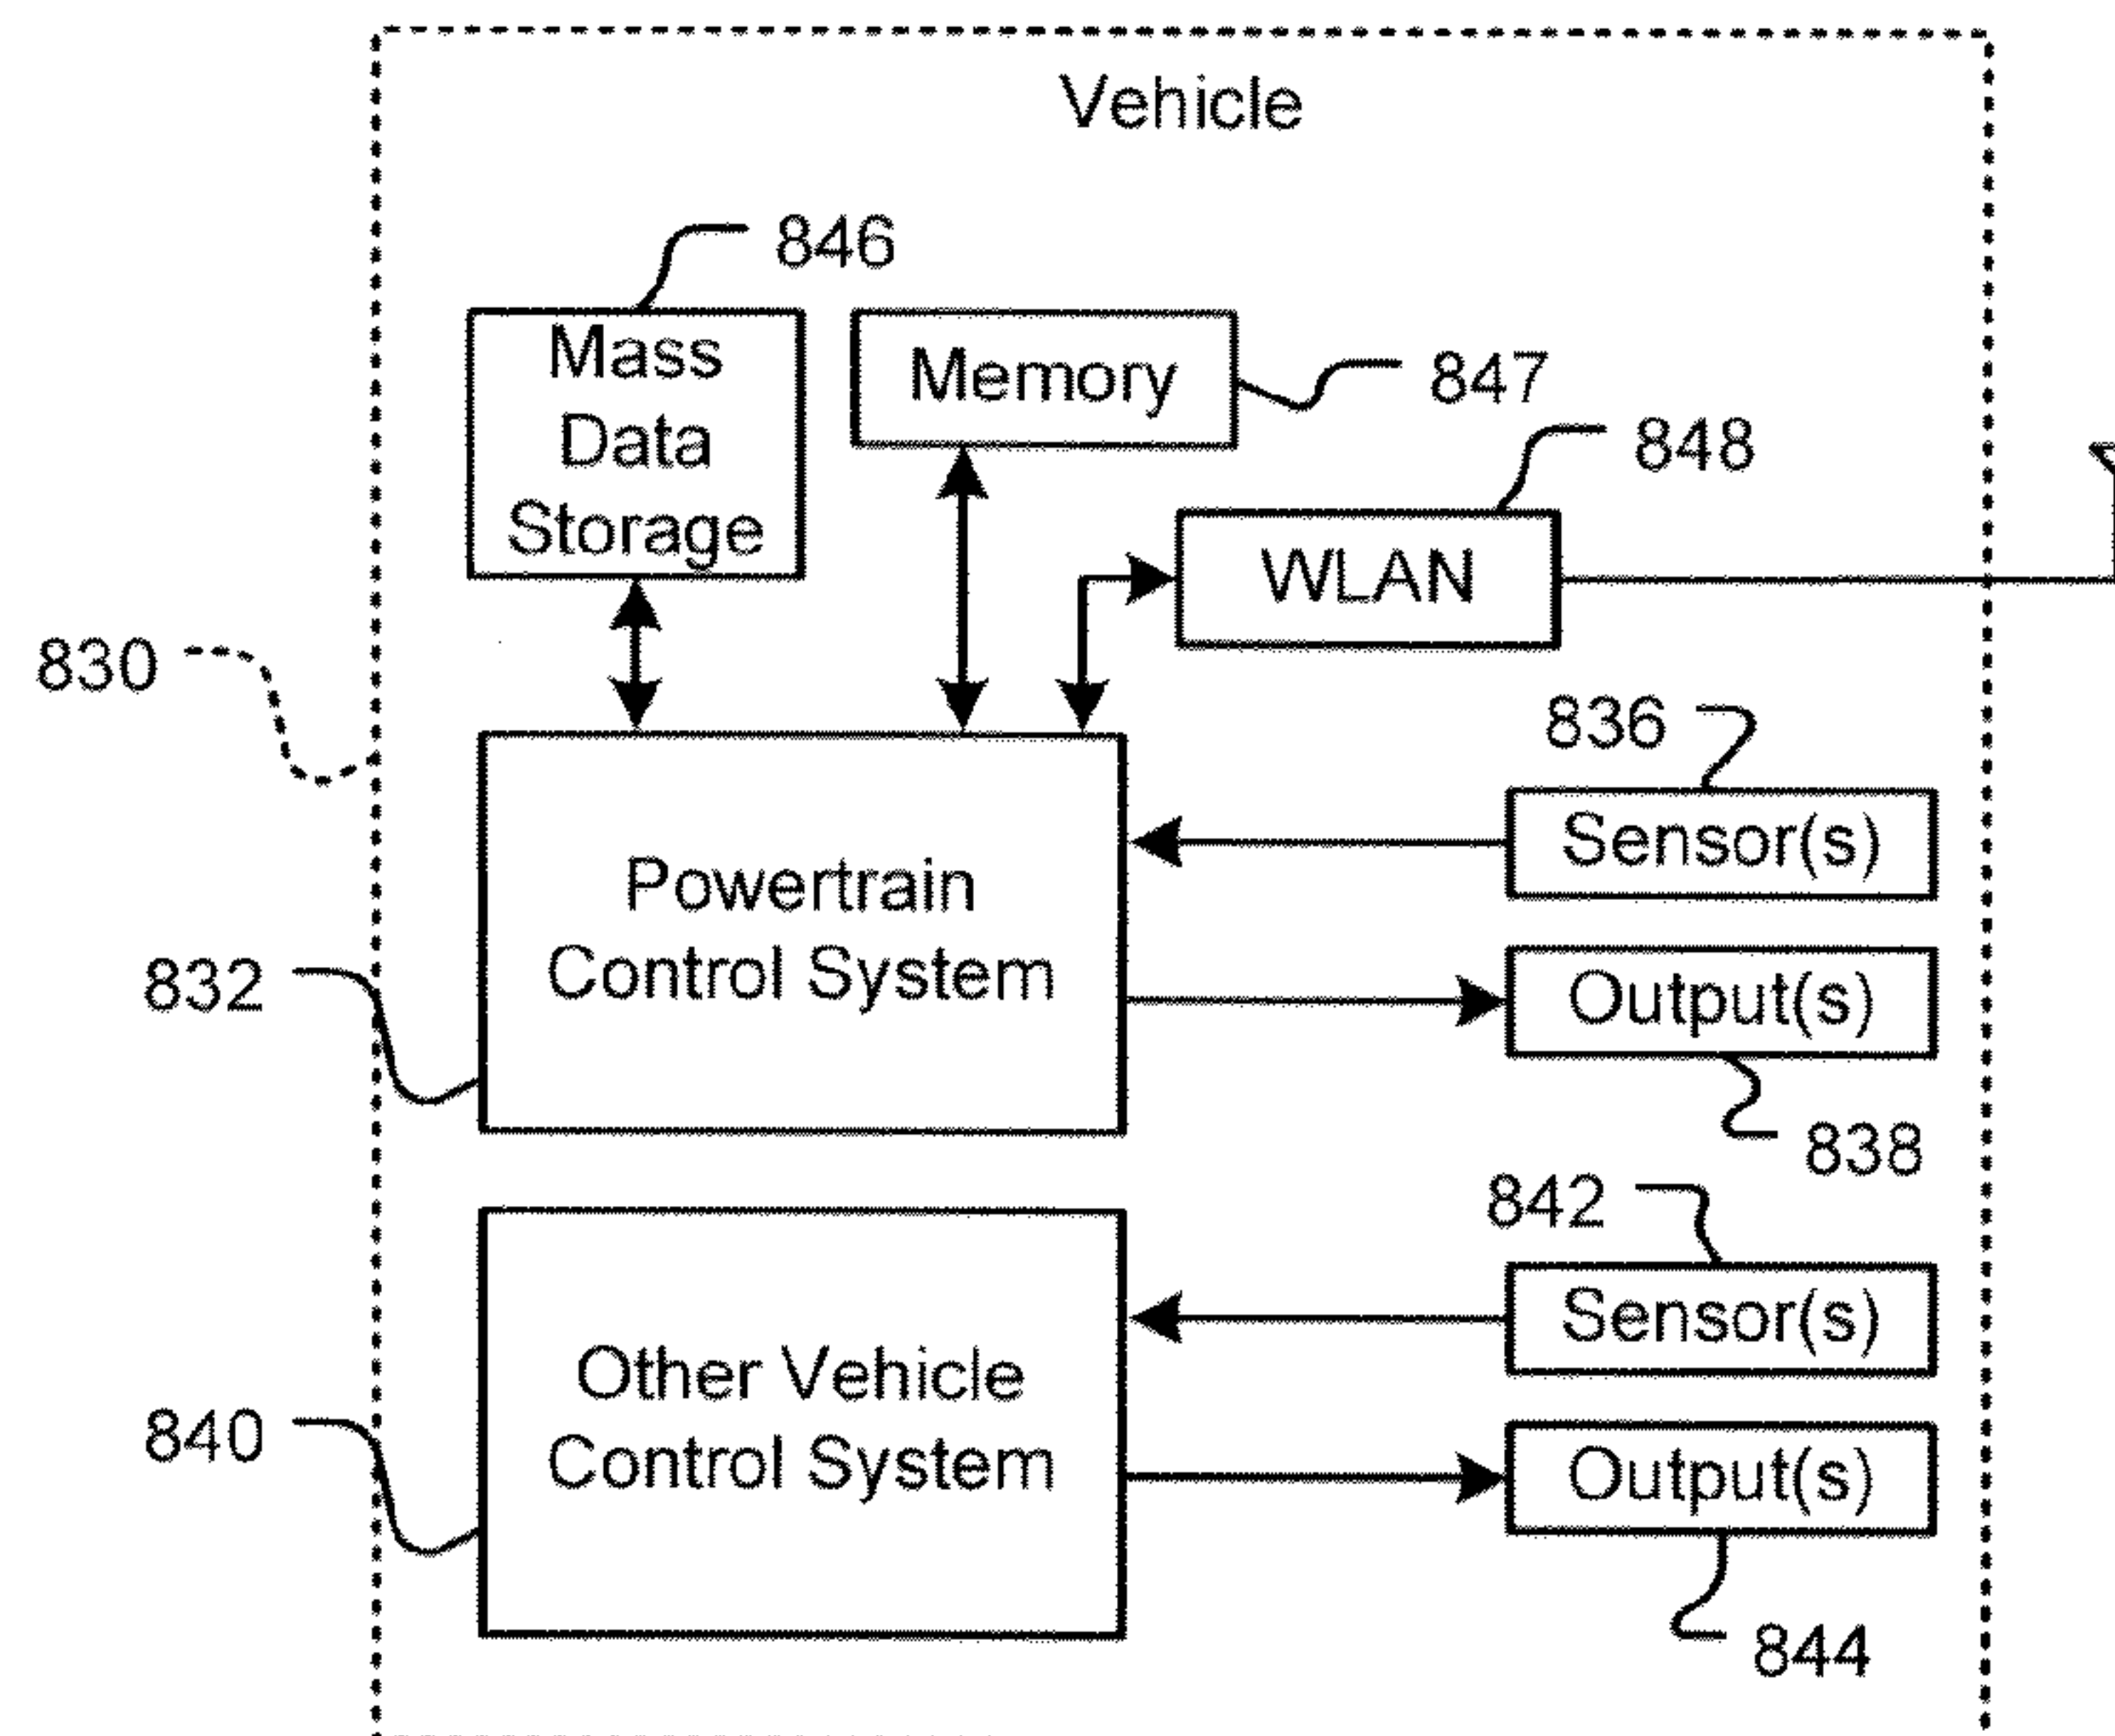 Vehicle
846
Mass
Data
Storage
Memory
847
848
WLAN
830
836
Sensor(s)
Powertrain
Control System
832
Output(s)
838
842
Sensor(s)
Other Vehicle
Control System
840
Output(s)
844